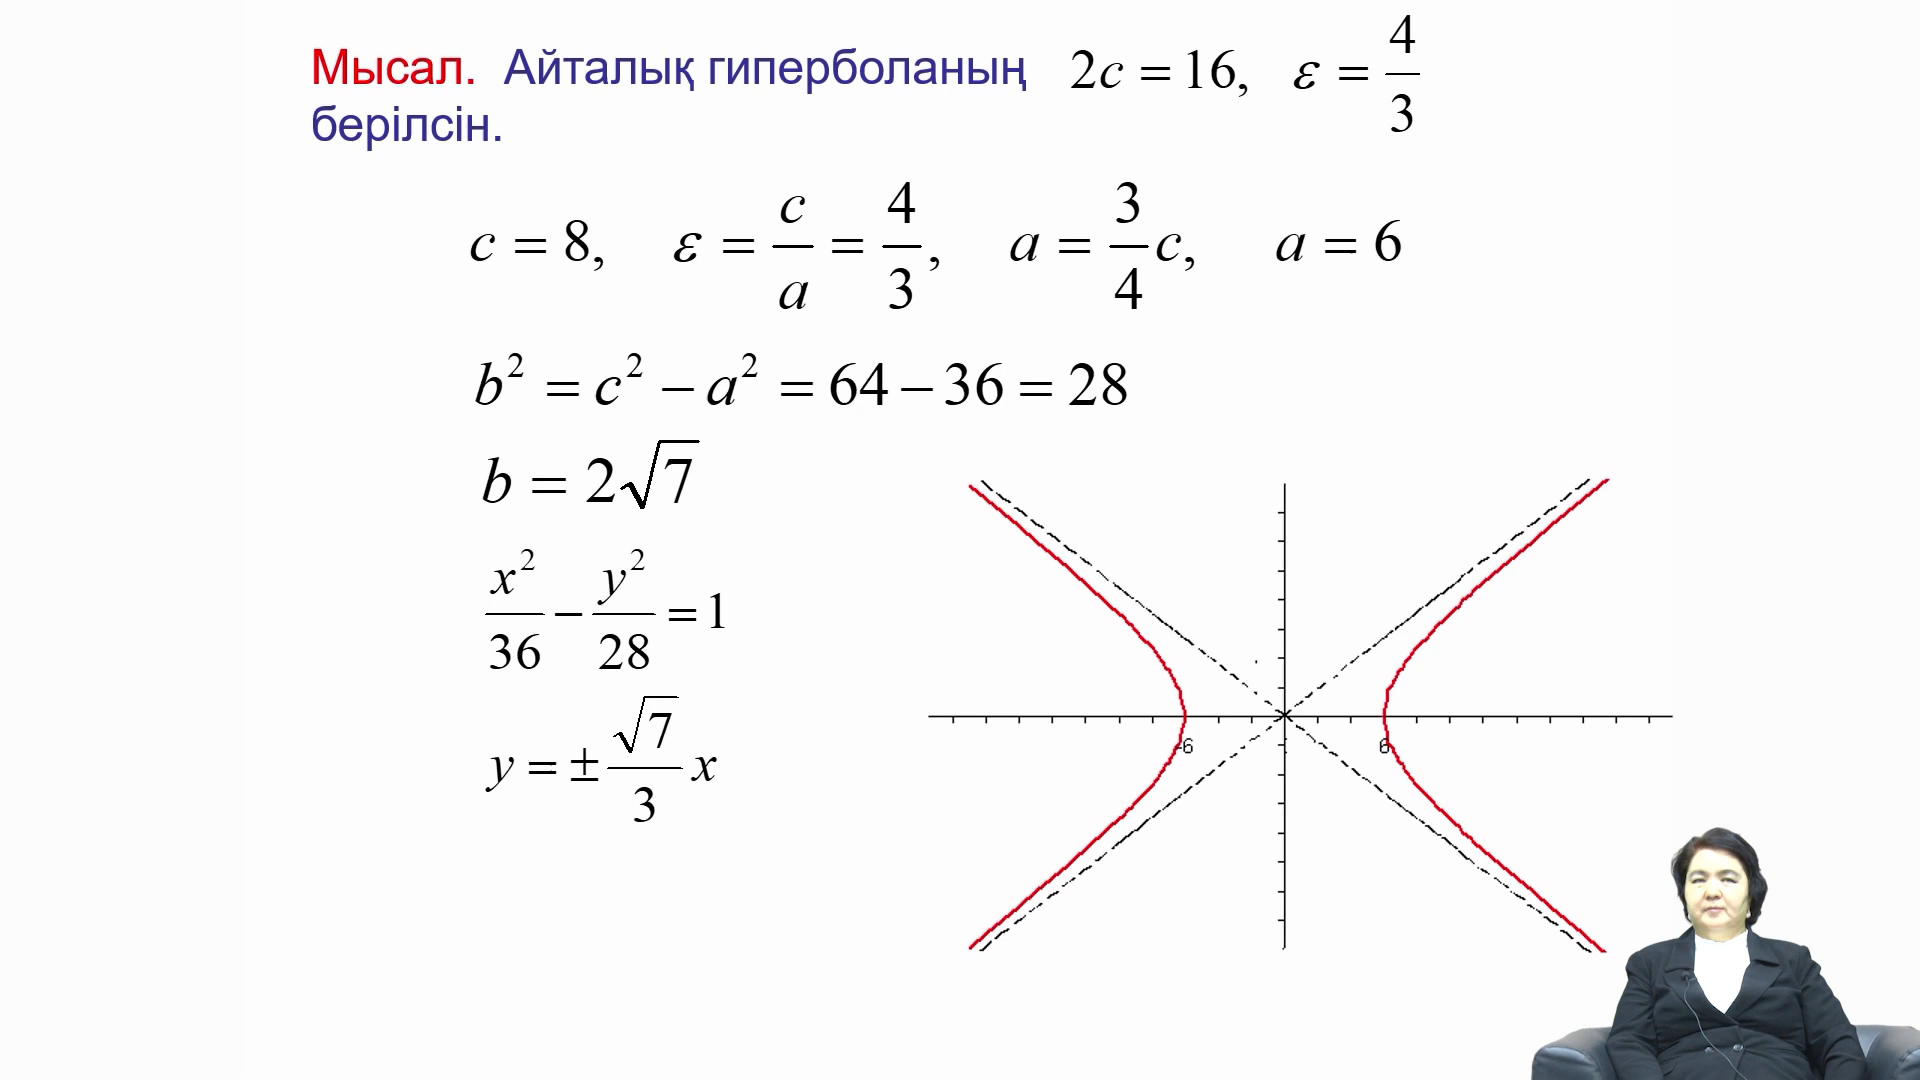 Мысал. Айталық гиперболаның 2c = 16, ε = 4/3
берілсін.
c = 8, ε = c/a = 4/3, a = 3/4 c, a = 6
b² = c² − a² = 64 − 36 = 28
b = 2√7
x²/36 − y²/28 = 1
y = ± √7/3 x
-6 6